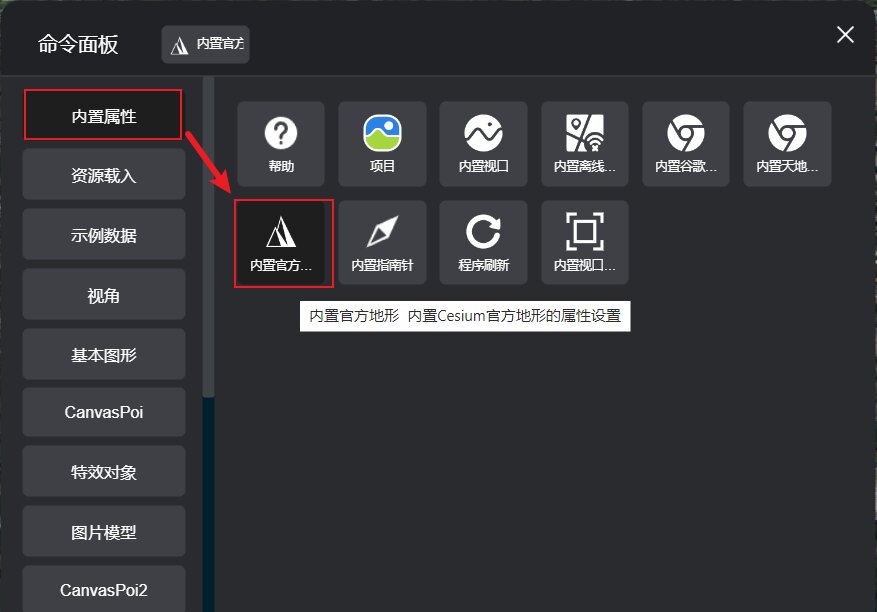 命令面板
内置官方
内置属性
资源载入
示例数据
视角
基本图形
CanvasPoi
特效对象
图片模型
CanvasPoi2
帮助
项目
内置视口
内置离线...
内置谷歌...
内置天地...
内置官方...
内置指南针
程序刷新
内置视口...
内置官方地形 内置Cesium官方地形的属性设置